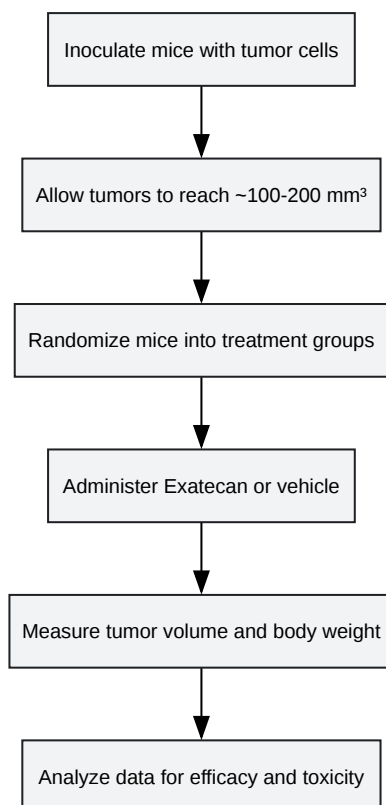 Inoculate mice with tumor cells
Allow tumors to reach ~100-200 mm³
Randomize mice into treatment groups
Administer Exatecan or vehicle
Measure tumor volume and body weight
Analyze data for efficacy and toxicity